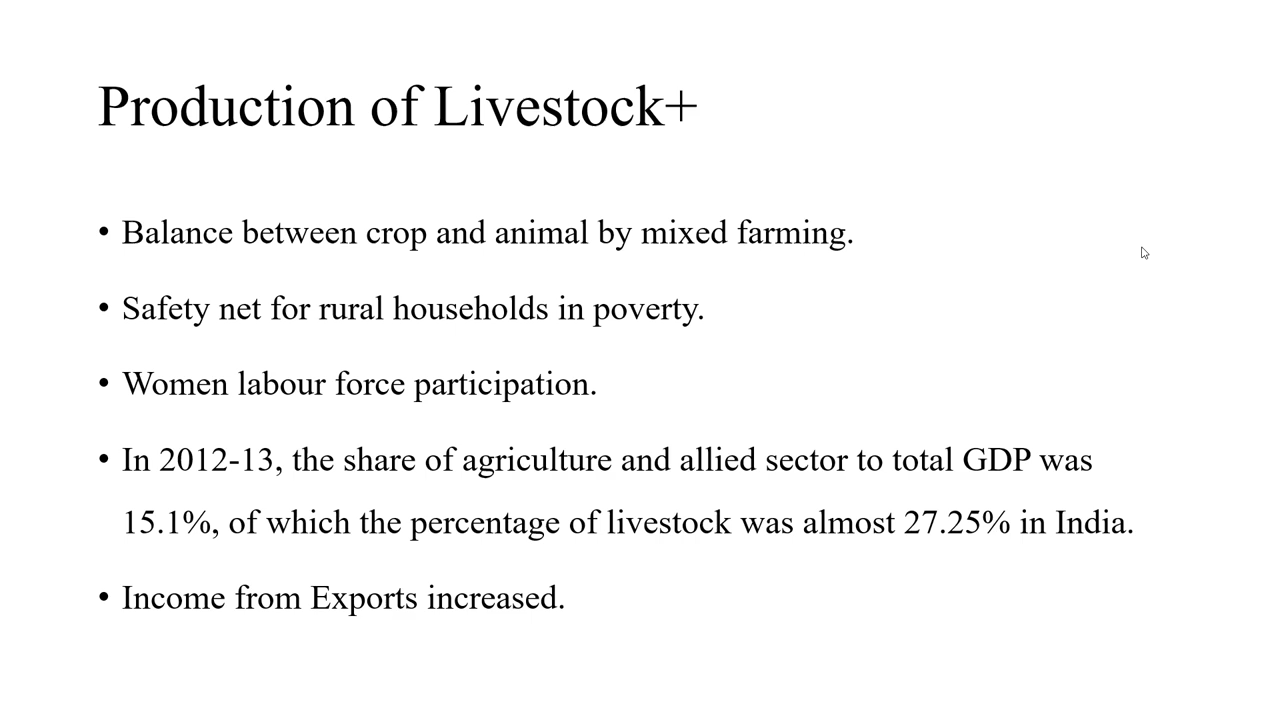 Production of Livestock+
• Balance between crop and animal by mixed farming.
• Safety net for rural households in poverty.
• Women labour force participation.
• In 2012-13, the share of agriculture and allied sector to total GDP was
15.1%, of which the percentage of livestock was almost 27.25% in India.
• Income from Exports increased.